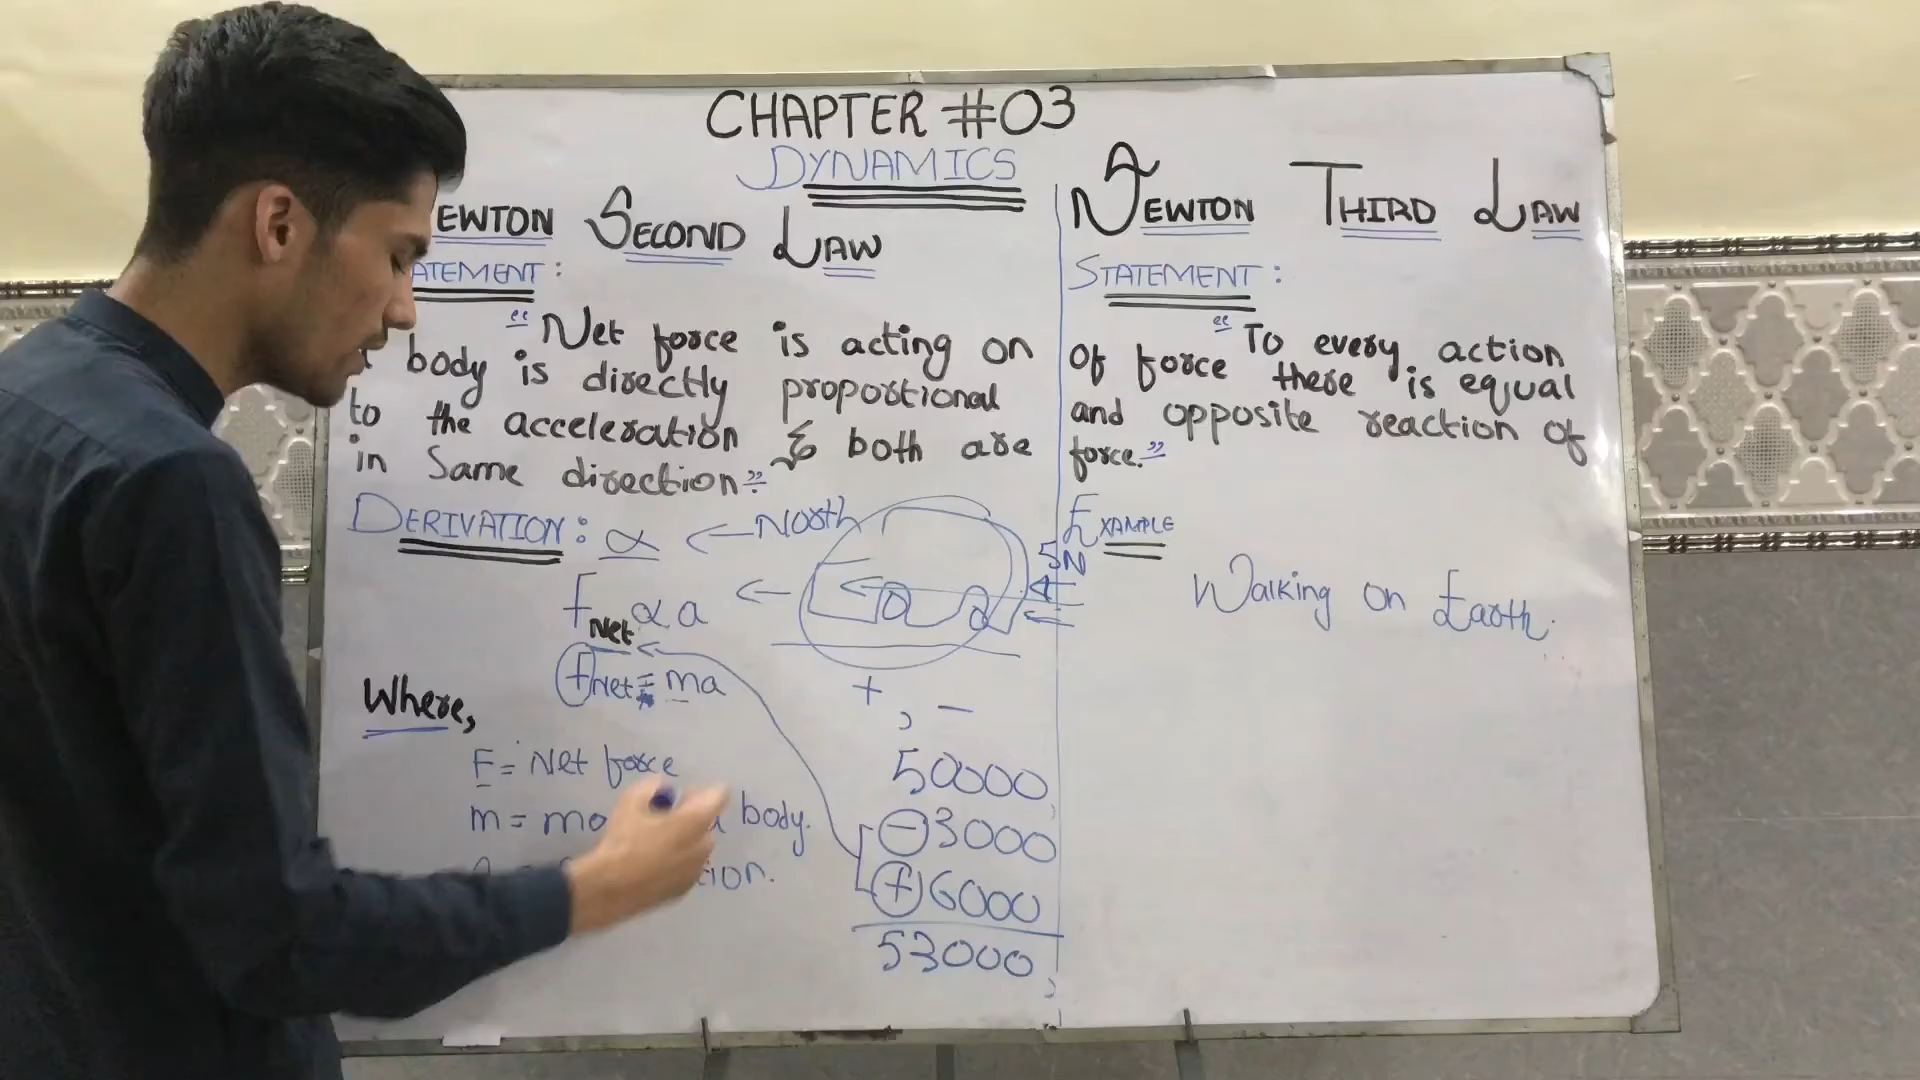 CHAPTER #03
DYNAMICS
EWTON SECOND LAW
ATEMENT :
“ Net force is acting on
body is directly proportional
to the acceleration & both are
in Same direction.”
DERIVATION: α ← North
5N
F Net α a
FNet = ma
Where,
F = Net force
m = body.
+ , -
50000,
-3000
+6000
53000,
NEWTON THIRD LAW
STATEMENT :
“ To every action
of force there is equal
and opposite reaction of
force.”
EXAMPLE
Walking on Earth.